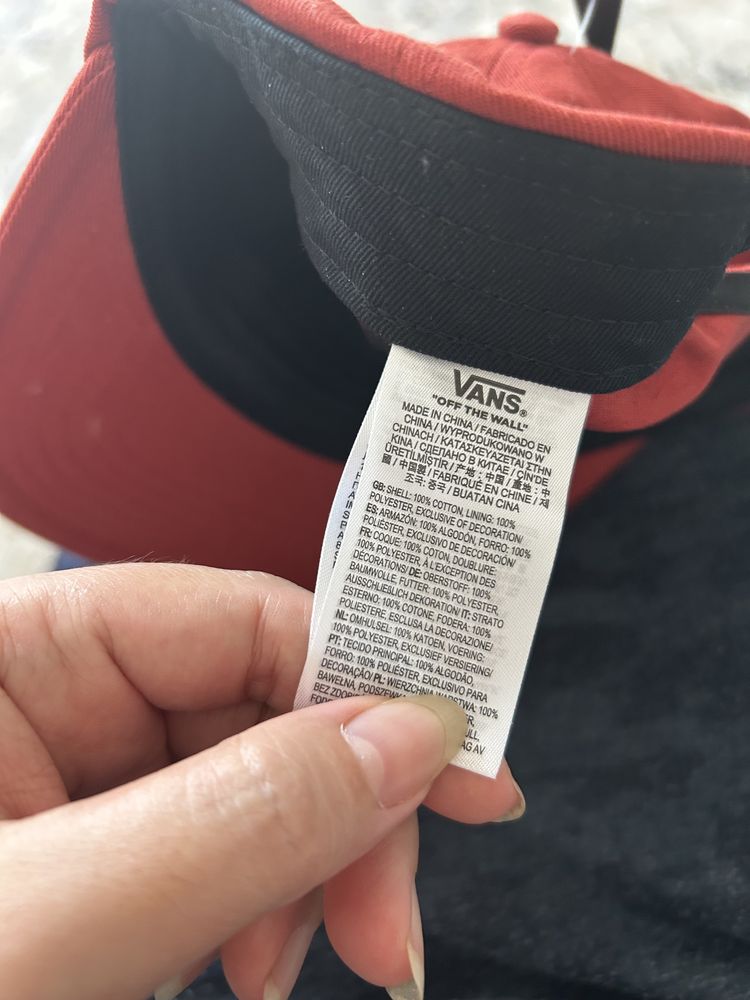 VANS®
"OFF THE WALL"
MADE IN CHINA / FABRICADO EN
CHINA / WYPRODUKOWANO W
CHINACH / ΚΑΤΑΣΚΕΥΑΖΕΤΑΙ ΣΤΗΝ
ΚΙΝΑ / СДЕЛАНО В КИТАЕ / ÇİN'DE
ÜRETİLMİŞTİR / 产地: 中国 / 產地: 中
國 / 中国製 / FABRIQUÉ EN CHINE / 제
조국: 중국 / BUATAN CINA
GB: SHELL: 100% COTTON, LINING: 100%
POLYESTER, EXCLUSIVE OF DECORATION/
ES: ARMAZÓN: 100% ALGODÓN, FORRO: 100%
POLIÉSTER, EXCLUSIVO DE DECORACIÓN/
FR: COQUE: 100% COTON, DOUBLURE:
100% POLYESTER, À L'EXCEPTION DES
DÉCORATIONS/ DE: OBERSTOFF: 100%
BAUMWOLLE, FUTTER: 100% POLYESTER,
AUSSCHLIEßLICH DEKORATION/ IT: STRATO
ESTERNO: 100% COTONE, FODERA: 100%
POLIESTERE, ESCLUSA LA DECORAZIONE/
NL: OMHULSEL: 100% KATOEN, VOERING:
100% POLYESTER, EXCLUSIEF VERSIERING/
PT: TECIDO PRINCIPAL: 100% ALGODÃO,
FORRO: 100% POLIÉSTER, EXCLUSIVO PARA
DECORAÇÃO/ PL: WIERZCHNIA WARSTWA: 100%
BAWEŁNA,
BEZ
AG AV